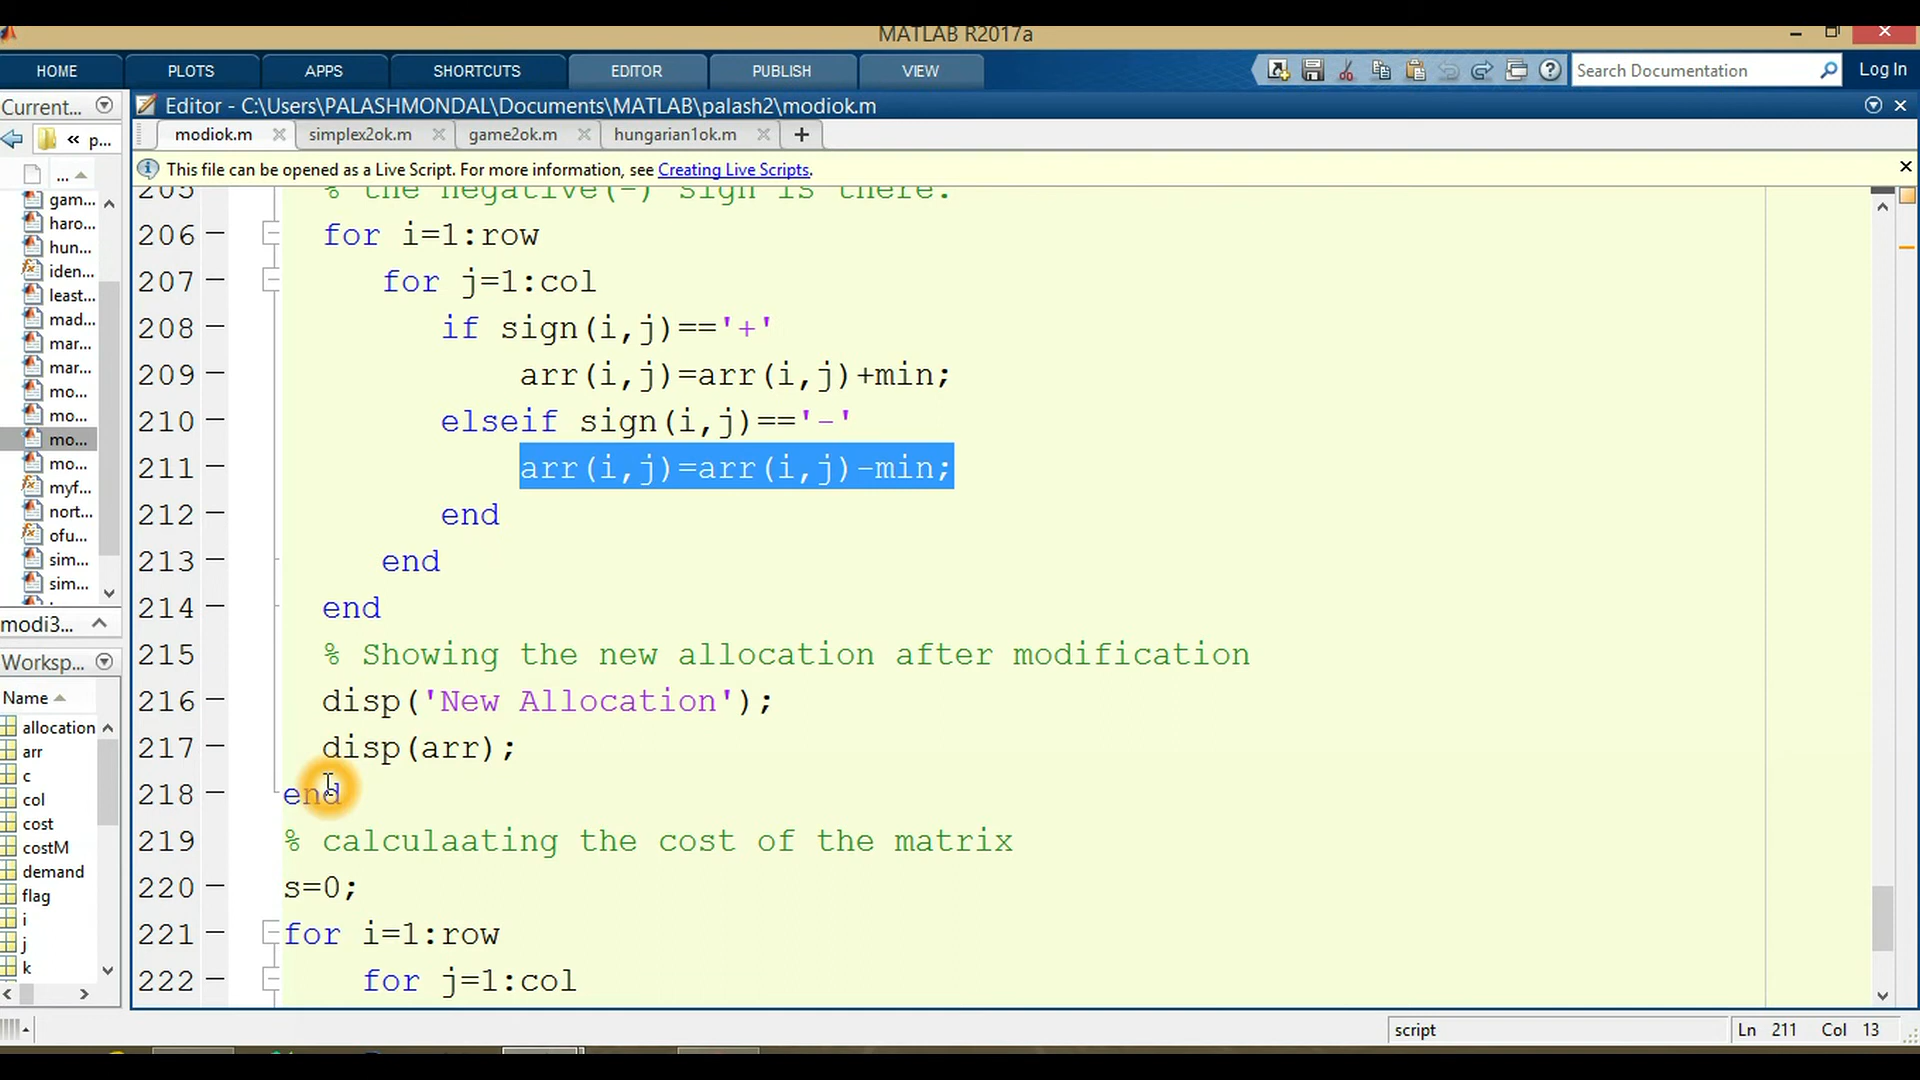 MATLAB R2017a
HOME PLOTS APPS SHORTCUTS EDITOR PUBLISH VIEW Search Documentation Log In
Current... Editor - C:\Users\PALASHMONDAL\Documents\MATLAB\palash2\modiok.m
« p... modiok.m simplex2ok.m game2ok.m hungarian1ok.m +
This file can be opened as a Live Script. For more information, see Creating Live Scripts.
...
gam...
haro...
hun...
iden...
least...
mad...
mar...
mar...
mo...
mo...
mo...
mo...
myf...
nort...
ofu...
sim...
sim...
modi3...
Worksp...
Name
allocation
arr
c
col
cost
costM
demand
flag
i
j
k
205 % the negative(-) sign is there.
206 for i=1:row
207 for j=1:col
208 if sign(i,j)=='+'
209 arr(i,j)=arr(i,j)+min;
210 elseif sign(i,j)=='-'
211 arr(i,j)=arr(i,j)-min;
212 end
213 end
214 end
215 % Showing the new allocation after modification
216 disp('New Allocation');
217 disp(arr);
218 end
219 % calculaating the cost of the matrix
220 s=0;
221 for i=1:row
222 for j=1:col
script Ln 211 Col 13